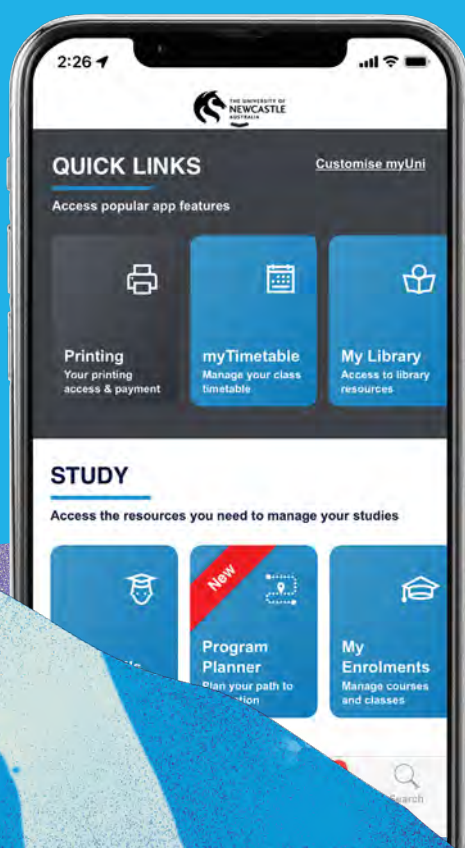 2:26
THE UNIVERSITY OF
NEWCASTLE
AUSTRALIA
QUICK LINKS
Customise myUni
Access popular app features
Printing
Your printing
access & payment
myTimetable
Manage your class
timetable
My Library
Access to library
resources
STUDY
Access the resources you need to manage your studies
New
Program
Planner
Plan your path to
My
Enrolments
Manage courses
and classes
Search